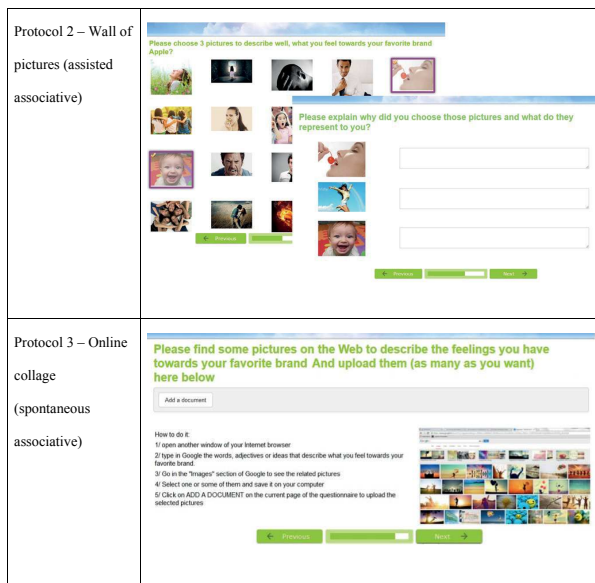 Protocol 2 – Wall of
pictures (assisted
associative)
Please choose 3 pictures to describe well, what you feel towards your favorite brand
Apple?
Please explain why did you choose those pictures and what do they
represent to you?
← Previous
← Previous
Next →
Protocol 3 – Online
collage
(spontaneous
associative)
Please find some pictures on the Web to describe the feelings you have
towards your favorite brand And upload them (as many as you want)
here below
Add a document
How to do it:
1/ open another window of your Internet browser
2/ type in Google the words, adjectives or ideas that describe what you feel towards your
favorite brand.
3/ Go in the "Images" section of Google to see the related pictures
4/ Select one or some of them and save it on your computer
5/ Click on ADD A DOCUMENT on the current page of the questionnaire to upload the
selected pictures
← Previous
Next →